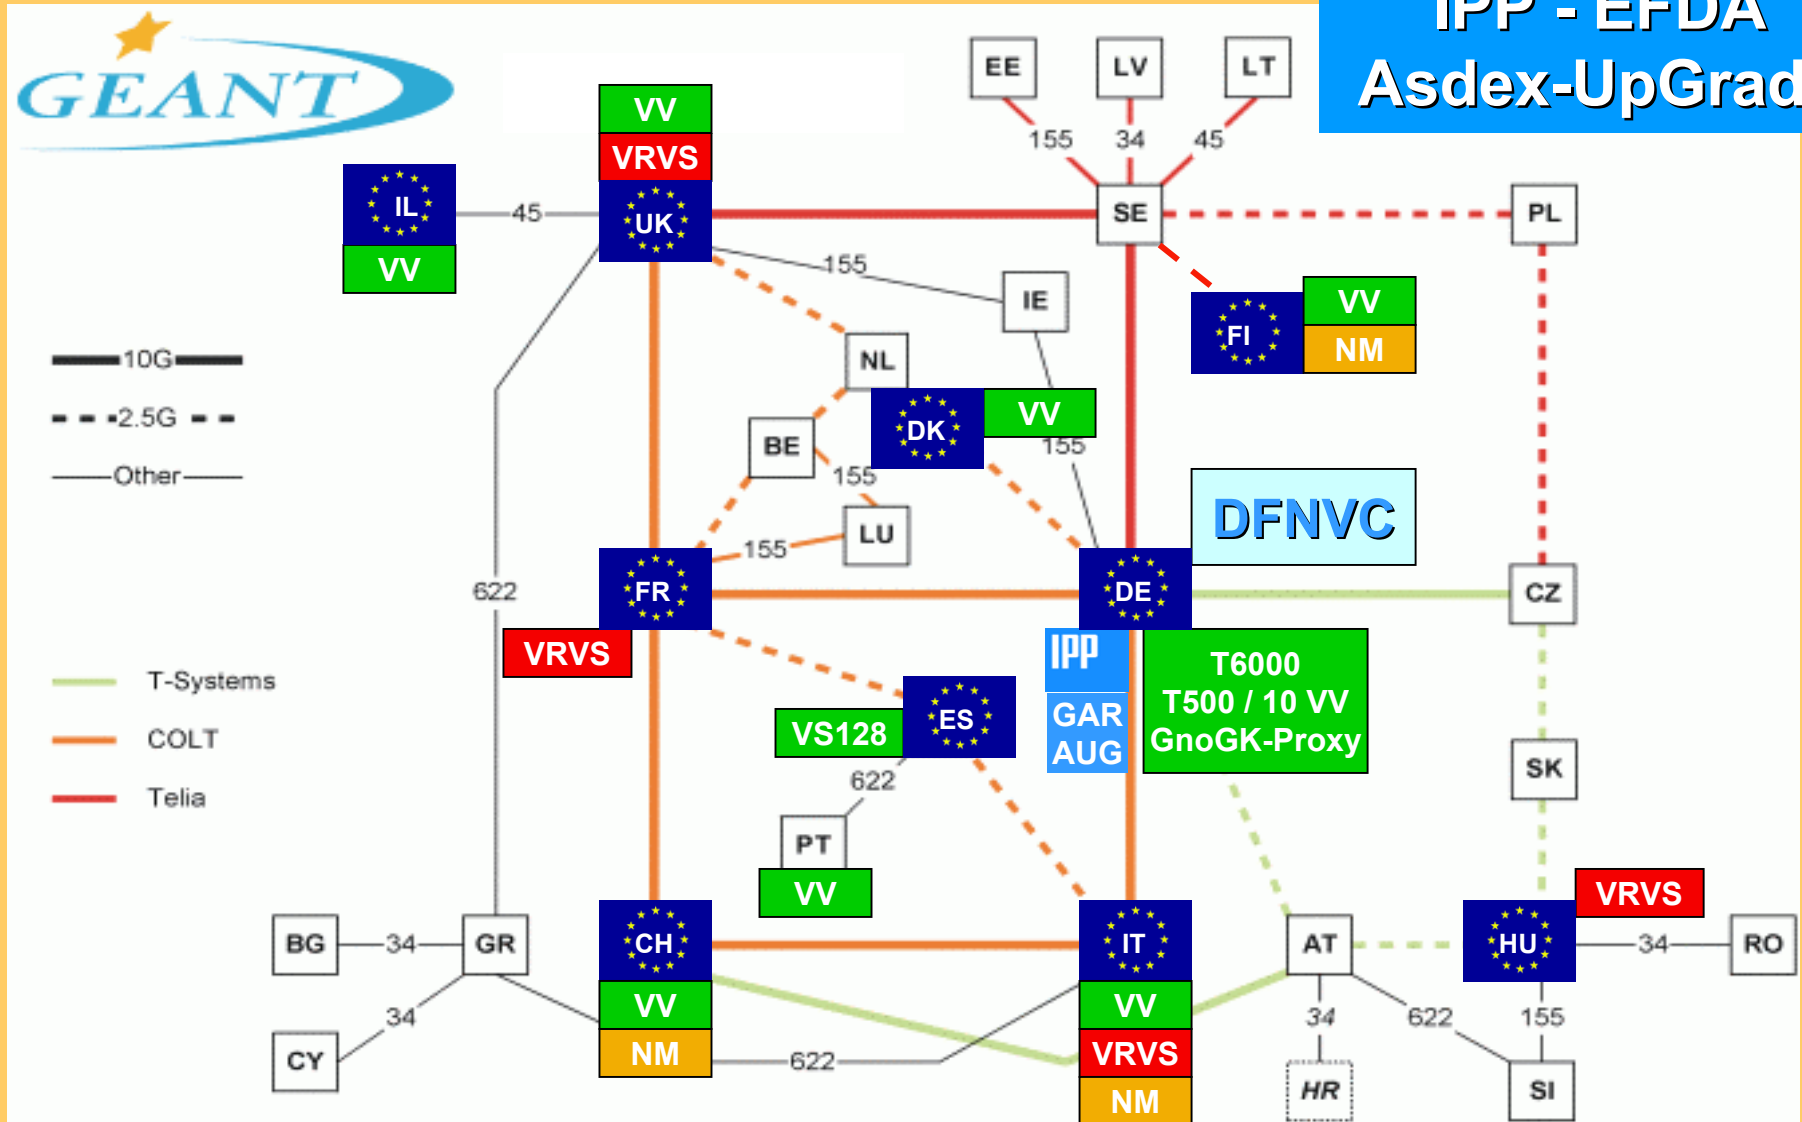 IPP - EFDA
Asdex-UpGrad
GEANT
EE
LV
LT
155
34
45
VV
VRVS
IL
45
UK
SE
PL
VV
155
IE
VV
FI
NM
10G
NL
2.5G
DK
VV
BE
155
155
Other
DFNVC
LU
155
622
FR
DE
CZ
VRVS
IPP
T6000
T500 / 10 VV
GnoGK-Proxy
GAR
AUG
T-Systems
COLT
Telia
VS128
ES
622
SK
PT
VV
VRVS
BG
34
GR
CH
IT
AT
HU
34
RO
VV
NM
VV
VRVS
NM
34
34
622
155
CY
622
HR
SI